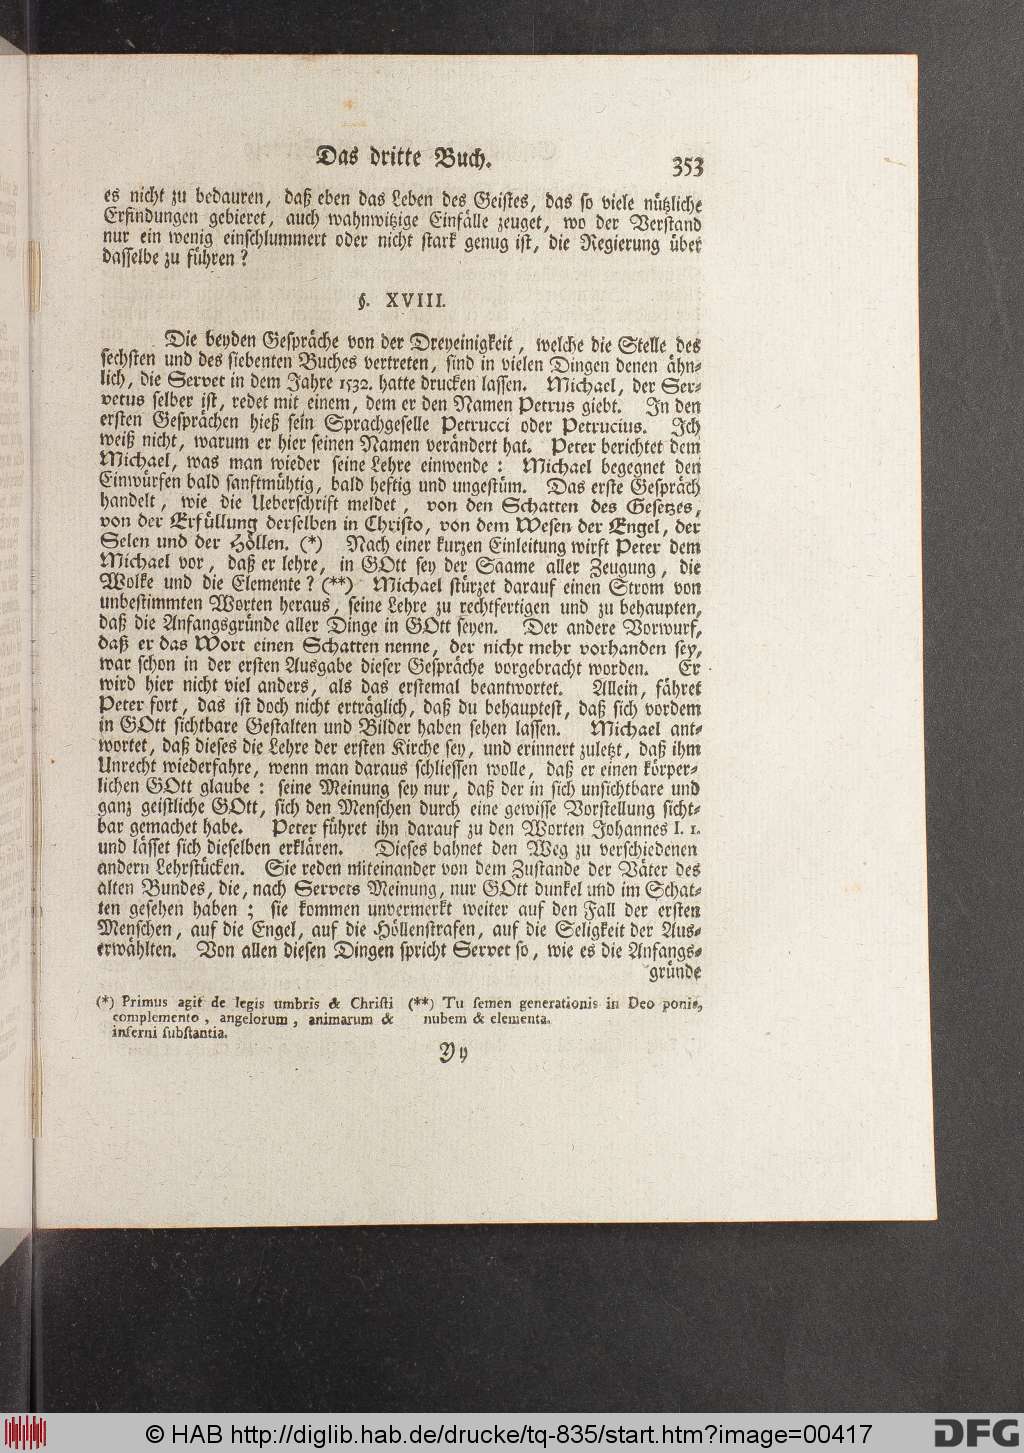 Das dritte Buch.
353
es nicht zu bedauren, daß eben das Leben des Geistes, das so viele nützliche
Erfindungen gebieret, auch wahnwitzige Einfälle zeuget, wo der Verstand
nur ein wenig einschlummert oder nicht stark genug ist, die Regierung über
dasselbe zu führen?
§. XVIII.
Die beyden Gespräche von der Dreyeinigkeit, welche die Stelle des
sechsten und des siebenten Buches vertreten, sind in vielen Dingen denen ähn-
lich, die Servet in dem Jahre 1532. hatte drucken lassen. Michael, der Ser-
vetus selber ist, redet mit einem, dem er den Namen Petrus giebt. In den
ersten Gesprächen hieß sein Sprachgeselle Petrucci oder Petrucius. Ich
weiß nicht, warum er hier seinen Namen verändert hat. Peter berichtet dem
Michael, was man wieder seine Lehre einwende: Michael begegnet den
Einwürfen bald sanftmühtig, bald heftig und ungestüm. Das erste Gespräch
handelt, wie die Ueberschrift meldet, von den Schatten des Gesetzes,
von der Erfüllung derselben in Christo, von dem Wesen der Engel, der
Selen und der Höllen. (*) Nach einer kurzen Einleitung wirft Peter dem
Michael vor, daß er lehre, in GOtt sey der Saame aller Zeugung, die
Wolke und die Elemente? (**) Michael stürzet darauf einen Strom von
unbestimmten Worten heraus, seine Lehre zu rechtfertigen und zu behaupten,
daß die Anfangsgründe aller Dinge in GOtt seyen. Der andere Vorwurf,
daß er das Wort einen Schatten nenne, der nicht mehr vorhanden sey,
war schon in der ersten Ausgabe dieser Gespräche vorgebracht worden. Er
wird hier nicht viel anders, als das erstemal beantwortet. Allein, fähret
Peter fort, das ist doch nicht erträglich, daß du behauptest, daß sich vordem
in GOtt sichtbare Gestalten und Bilder haben sehen lassen. Michael ant-
wortet, daß dieses die Lehre der ersten Kirche sey, und erinnert zuletzt, daß ihm
Unrecht wiederfahre, wenn man daraus schliessen wolle, daß er einen körper-
lichen GOtt glaube: seine Meinung sey nur, daß der in sich unsichtbare und
ganz geistliche GOtt, sich den Menschen durch eine gewisse Vorstellung sicht-
bar gemachet habe. Peter führet ihn darauf zu den Worten Johannes I. 1.
und lässet sich dieselben erklären. Dieses bahnet den Weg zu verschiedenen
andern Lehrstücken. Sie reden miteinander von dem Zustande der Väter des
alten Bundes, die, nach Servets Meinung, nur GOtt dunkel und im Schat-
ten gesehen haben; sie kommen unvermerkt weiter auf den Fall der ersten
Menschen, auf die Engel, auf die Höllenstrafen, auf die Seligkeit der Aus-
erwählten. Von allen diesen Dingen spricht Servet so, wie es die Anfangs-
gründe
(*) Primus agit de legis umbris & Christi
complemento, angelorum, animarum &
inferni substantia.
(**) Tu semen generationis in Deo ponis,
nubem & elementa.
Yy
© HAB http://diglib.hab.de/drucke/tq-835/start.htm?image=00417
DFG